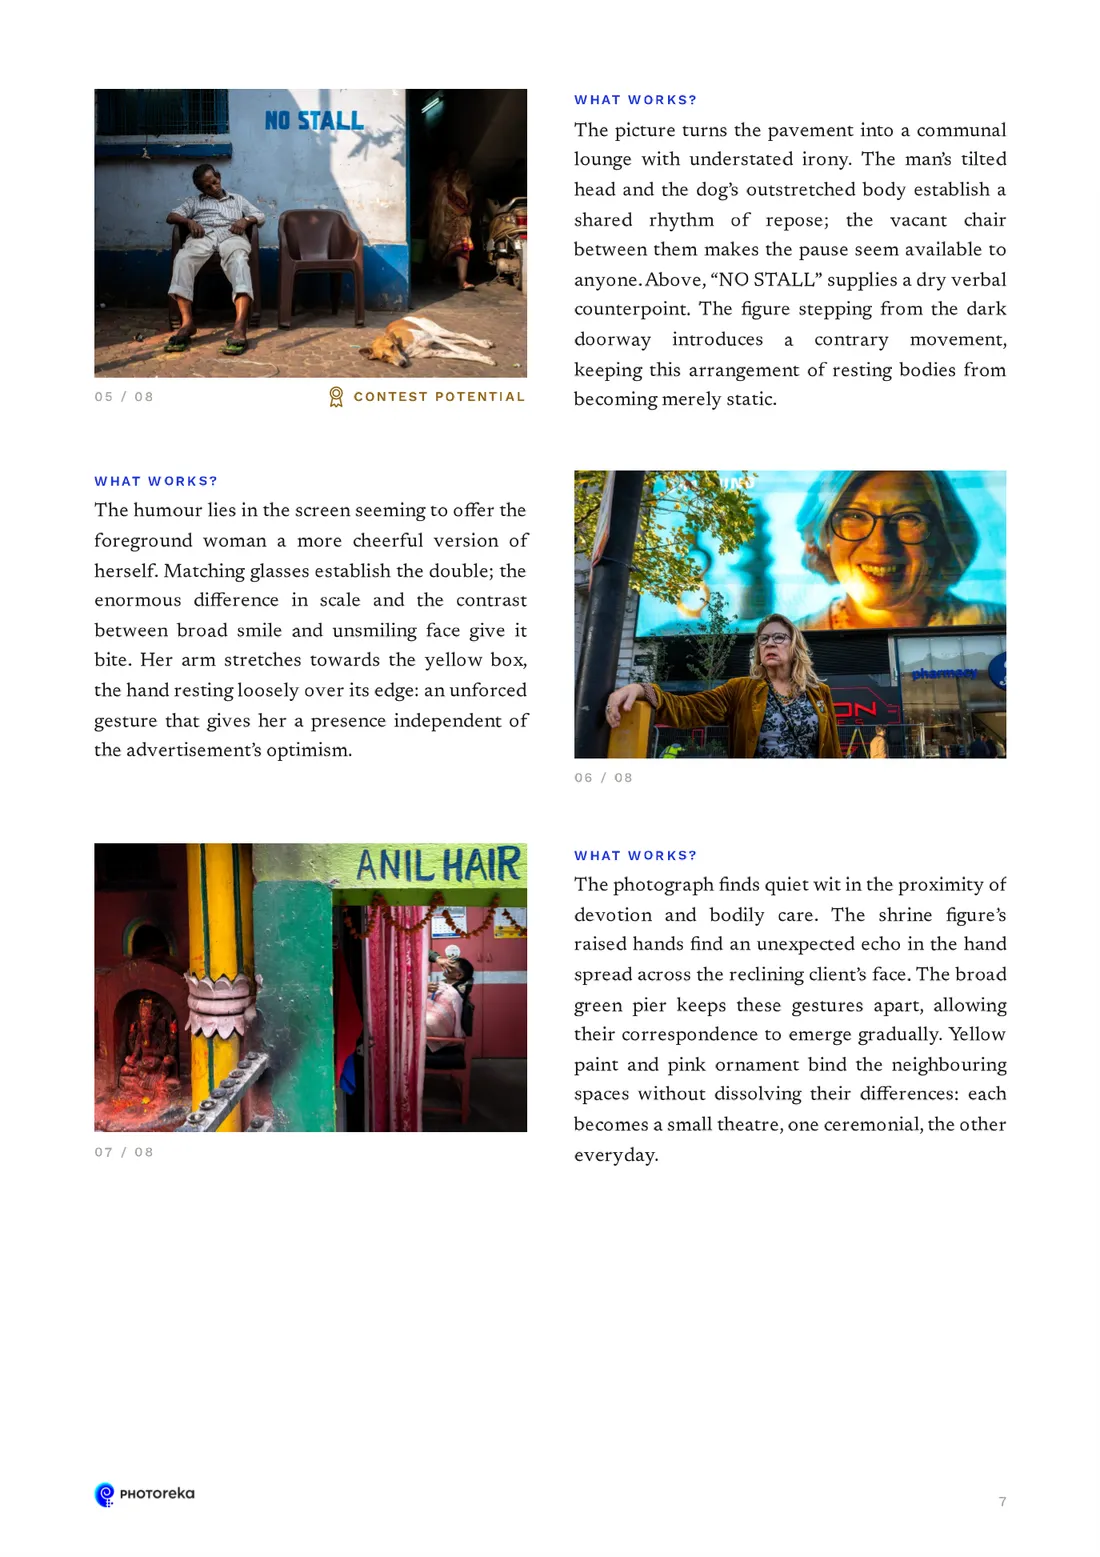 NO STALL
05 / 08
CONTEST POTENTIAL
WHAT WORKS?
The picture turns the pavement into a communal
lounge with understated irony. The man’s tilted
head and the dog’s outstretched body establish a
shared rhythm of repose; the vacant chair
between them makes the pause seem available to
anyone. Above, “NO STALL” supplies a dry verbal
counterpoint. The figure stepping from the dark
doorway introduces a contrary movement,
keeping this arrangement of resting bodies from
becoming merely static.
WHAT WORKS?
The humour lies in the screen seeming to offer the
foreground woman a more cheerful version of
herself. Matching glasses establish the double; the
enormous difference in scale and the contrast
between broad smile and unsmiling face give it
bite. Her arm stretches towards the yellow box,
the hand resting loosely over its edge: an unforced
gesture that gives her a presence independent of
the advertisement’s optimism.
pharmacy
06 / 08
ANIL HAIR
07 / 08
WHAT WORKS?
The photograph finds quiet wit in the proximity of
devotion and bodily care. The shrine figure’s
raised hands find an unexpected echo in the hand
spread across the reclining client’s face. The broad
green pier keeps these gestures apart, allowing
their correspondence to emerge gradually. Yellow
paint and pink ornament bind the neighbouring
spaces without dissolving their differences: each
becomes a small theatre, one ceremonial, the other
everyday.
PHOTOreka
7